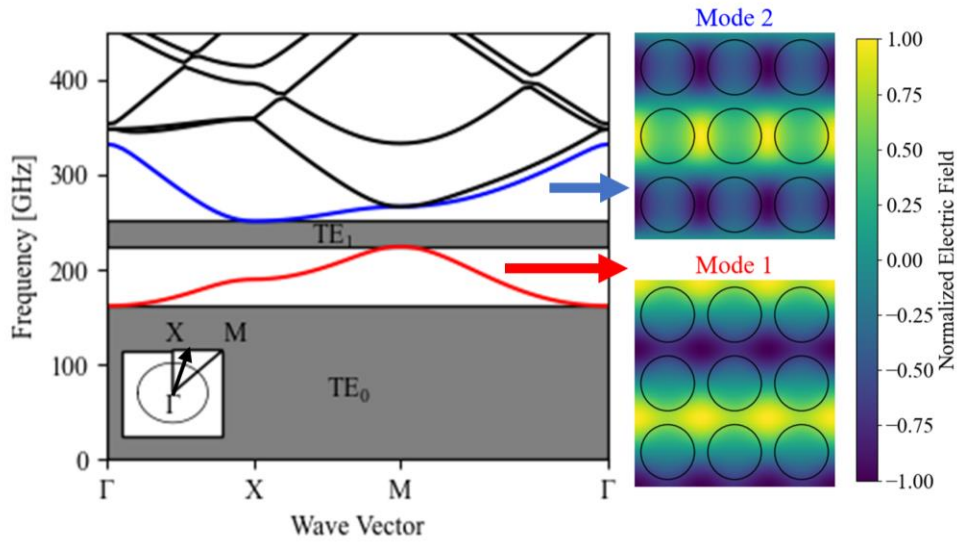 Mode 2
400
300
200
100
0
Frequency [GHz]
TE₁
TE₀
X M
Γ
Γ X M Γ
Wave Vector
Mode 1
1.00
0.75
0.50
0.25
0.00
−0.25
−0.50
−0.75
−1.00
Normalized Electric Field